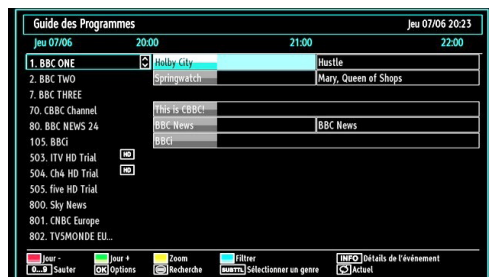 Guide des Programmes Jeu 07/06 20:23
Jeu 07/06 20:00 21:00 22:00
1. BBC ONE Holby City Hustle
2. BBC TWO Springwatch Mary, Queen of Shops
7. BBC THREE
70. CBBC Channel This is CBBC!
80. BBC NEWS 24 BBC News BBC News
105. BBCi BBCi
503. ITV HD Trial HD
504. Ch4 HD Trial HD
505. five HD Trial
800. Sky News
801. CNBC Europe
802. TV5MONDE EU...
Jour - Jour + Zoom Filtrer INFO Détails de l'événement
0...9 Sauter OK Options Recherche SUBTTL Sélectionner un genre Actuel